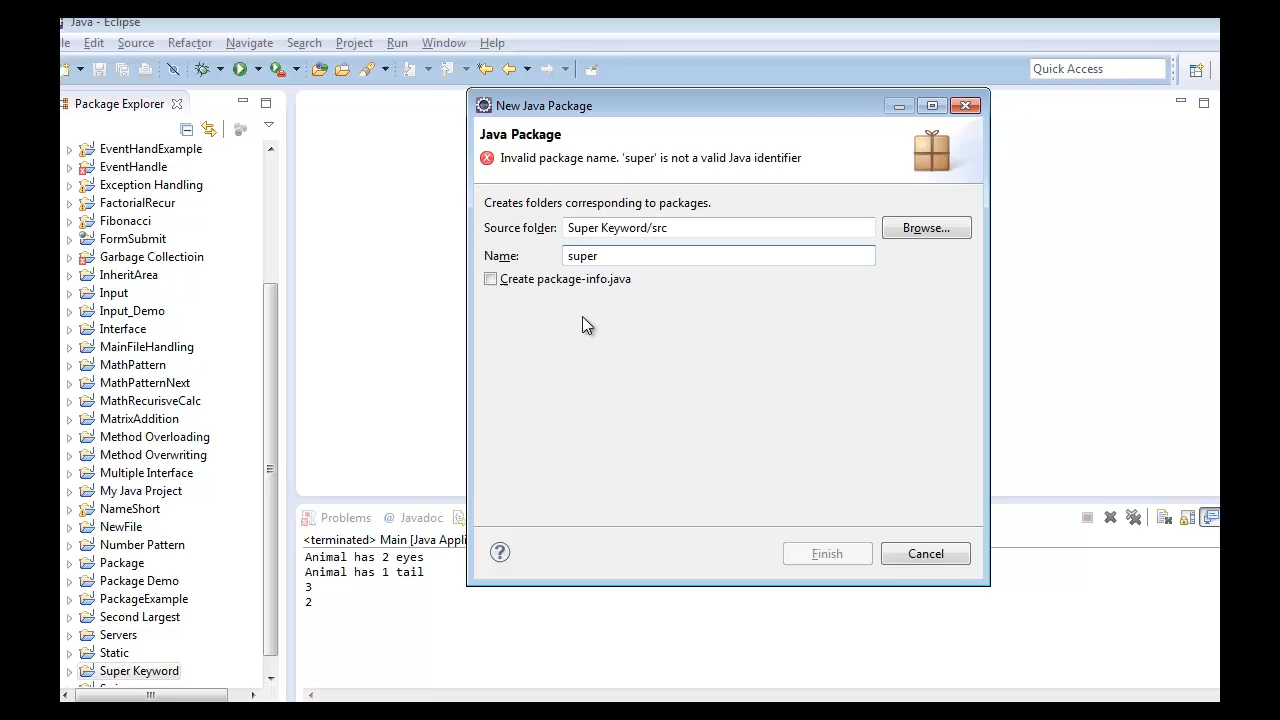 Java - Eclipse
le Edit Source Refactor Navigate Search Project Run Window Help
Quick Access
Package Explorer
EventHandExample
EventHandle
Exception Handling
FactorialRecur
Fibonacci
FormSubmit
Garbage Collectioin
InheritArea
Input
Input_Demo
Interface
MainFileHandling
MathPattern
MathPatternNext
MathRecurisveCalc
MatrixAddition
Method Overloading
Method Overwriting
Multiple Interface
My Java Project
NameShort
NewFile
Number Pattern
Package
Package Demo
PackageExample
Second Largest
Servers
Static
Super Keyword
New Java Package
Java Package
Invalid package name. 'super' is not a valid Java identifier
Creates folders corresponding to packages.
Source folder: Super Keyword/src Browse...
Name: super
Create package-info.java
Finish Cancel
Problems @ Javadoc
<terminated> Main [Java Appli
Animal has 2 eyes
Animal has 1 tail
3
2